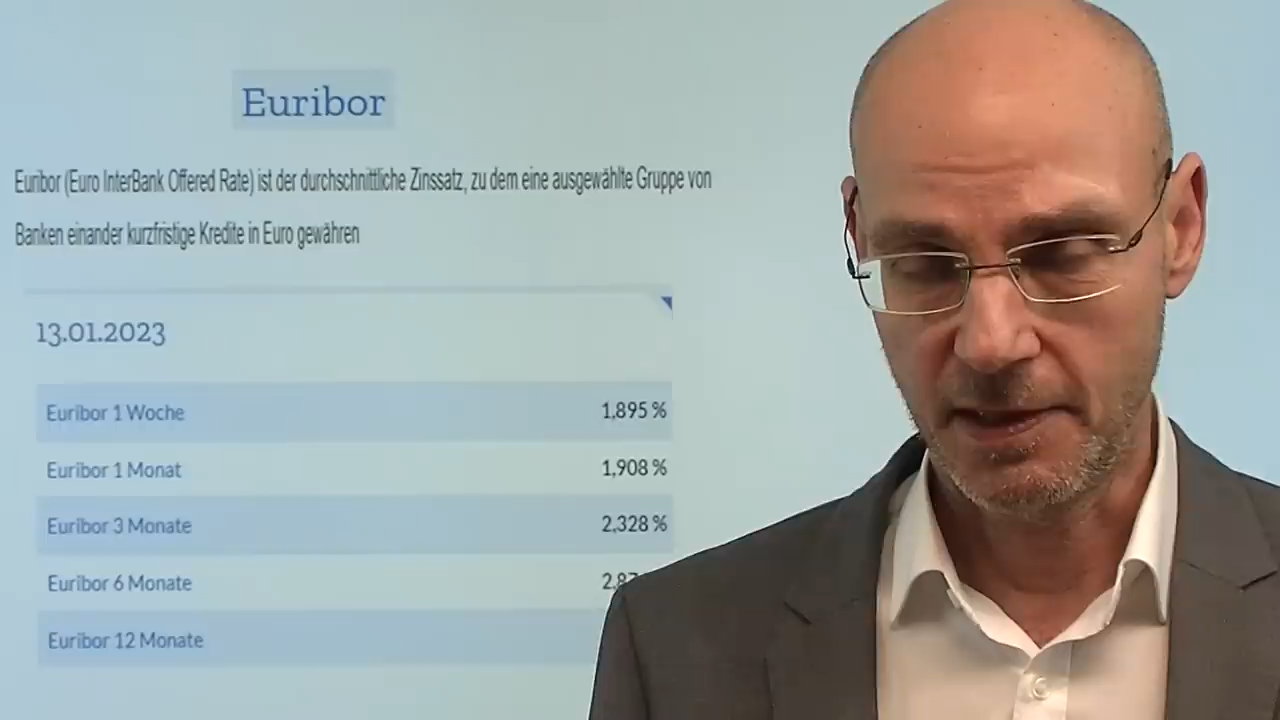 Euribor
Euribor (Euro InterBank Offered Rate) ist der durchschnittliche Zinssatz, zu dem eine ausgewählte Gruppe von
Banken einander kurzfristige Kredite in Euro gewähren
13.01.2023
Euribor 1 Woche 1,895 %
Euribor 1 Monat 1,908 %
Euribor 3 Monate 2,328 %
Euribor 6 Monate
Euribor 12 Monate